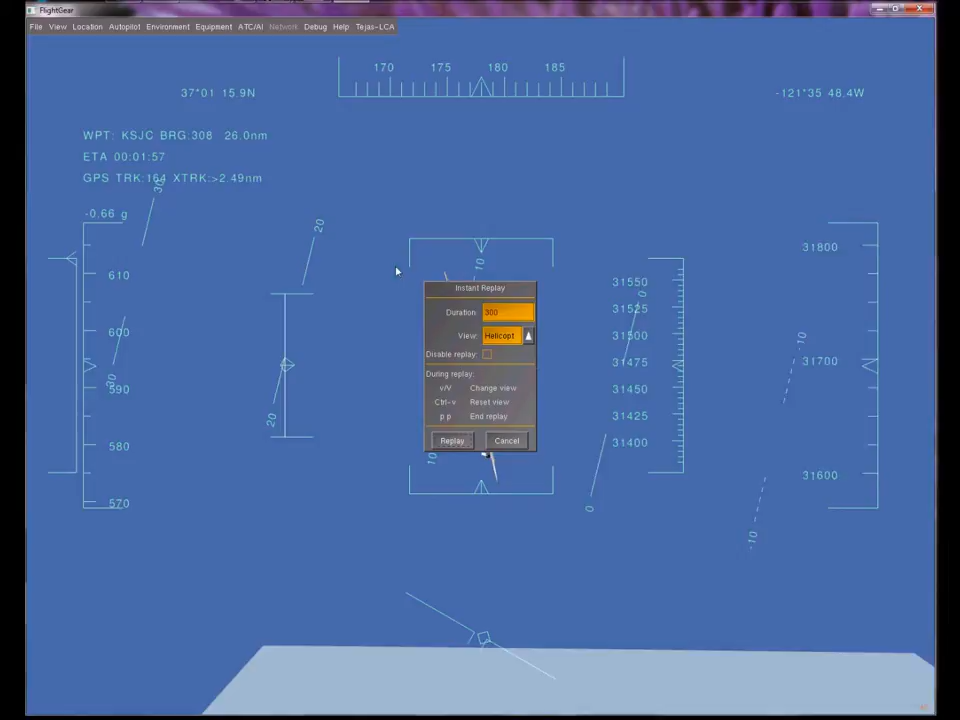 FlightGear
File View Location Autopilot Environment Equipment ATC/AI Network Debug Help Tejas-LCA
170 175 180 185
37*01 15.9N
-121*35 48.4W
WPT: KSJC BRG:308 26.0nm
ETA 00:01:57
GPS TRK:164 XTRK:>2.49nm
30
-0.66 g
20
610
600
590
580
570
30
20
10
Instant Replay
Duration: 300
View: Helicopt
Disable replay:
During replay:
v/V Change view
Ctrl-v Reset view
p p End replay
Replay Cancel
10
31550
31525
31500
31475
31450
31425
31400
0
0
31800
31700
31600
-10
-10